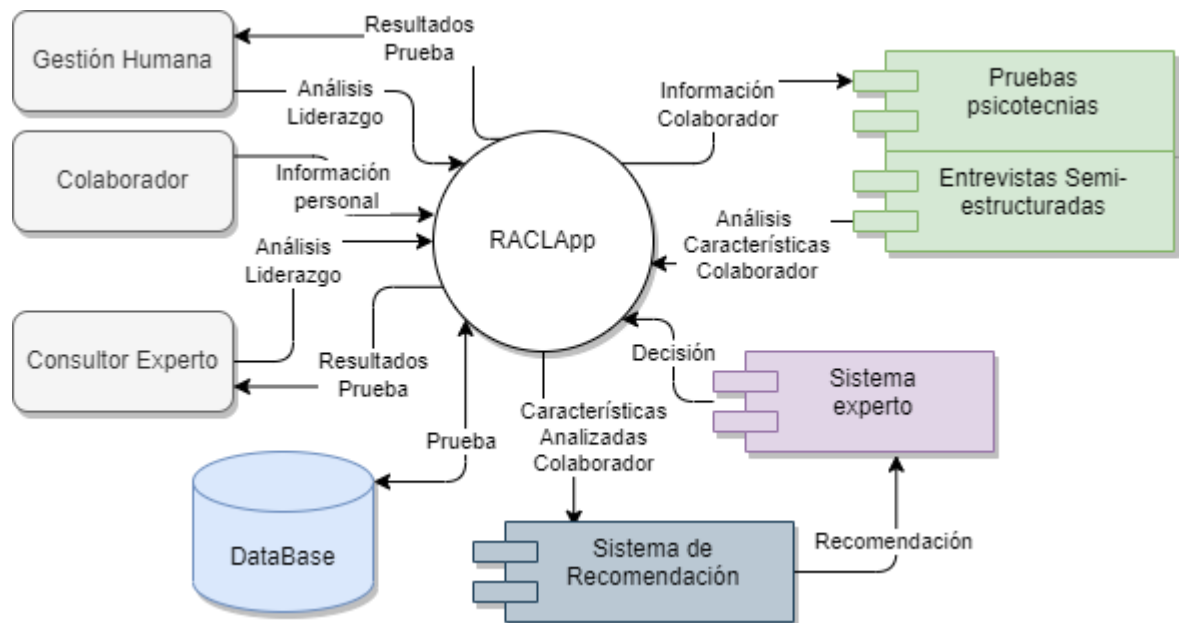 Gestión Humana
Resultados
Prueba
Análisis
Liderazgo
Colaborador
Información
personal
Análisis
Liderazgo
Consultor Experto
Resultados
Prueba
RACLApp
Información
Colaborador
Pruebas
psicotecnias
Entrevistas Semi-
estructuradas
Análisis
Características
Colaborador
Decisión
Sistema
experto
Características
Analizadas
Colaborador
Prueba
DataBase
Sistema de
Recomendación
Recomendación